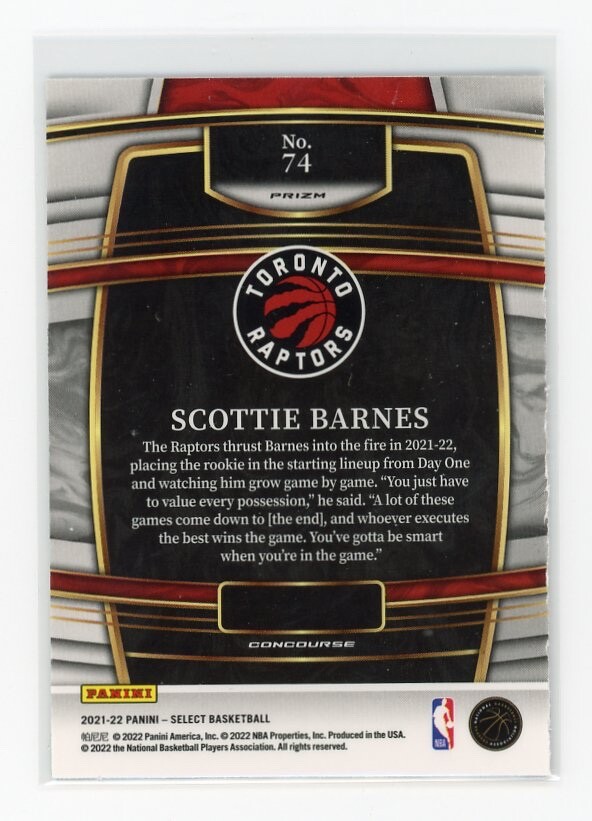 No.
74
PRIZM
TORONTO
RAPTORS
SCOTTIE BARNES
The Raptors thrust Barnes into the fire in 2021-22,
placing the rookie in the starting lineup from Day One
and watching him grow game by game. “You just have
to value every possession,” he said. “A lot of these
games come down to [the end], and whoever executes
the best wins the game. You’ve gotta be smart
when you’re in the game.”
CONCOURSE
PANINI
2021-22 PANINI – SELECT BASKETBALL
帕尼尼 © 2022 Panini America, Inc. © 2022 NBA Properties, Inc. Produced in the USA.
© 2022 the National Basketball Players Association. All rights reserved.
NBA
NATIONAL BASKETBALL